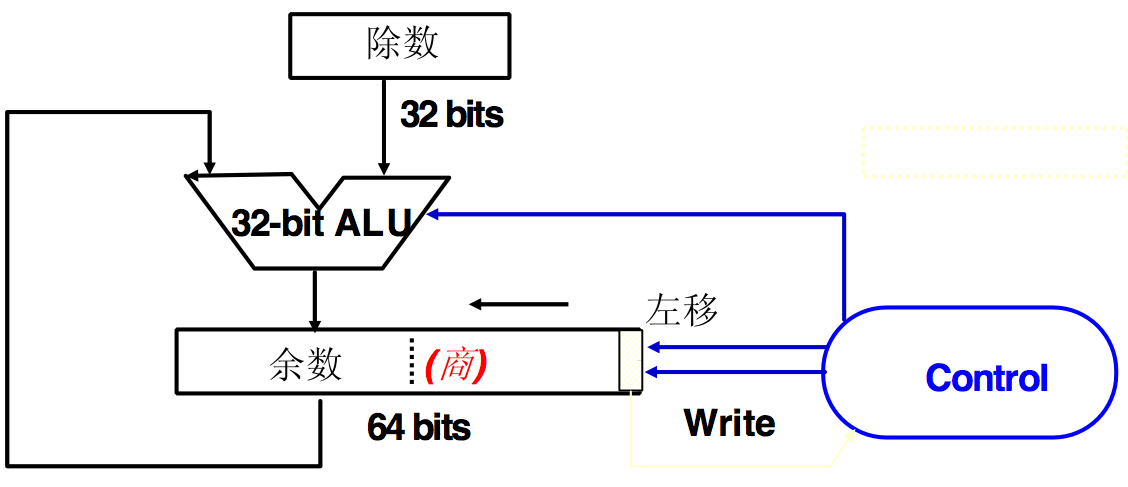 除数
32 bits
32-bit ALU
左移
余数
(商)
Control
64 bits
Write